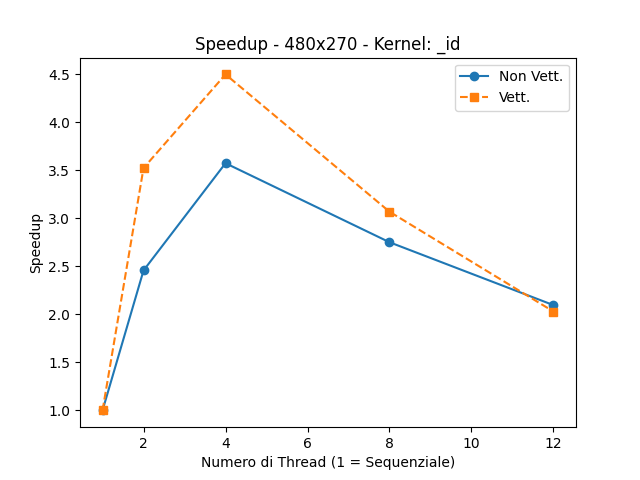 Speedup - 480x270 - Kernel: _id
Non Vett.
Vett.
Speedup
4.5
4.0
3.5
3.0
2.5
2.0
1.5
1.0
2 4 6 8 10 12
Numero di Thread (1 = Sequenziale)